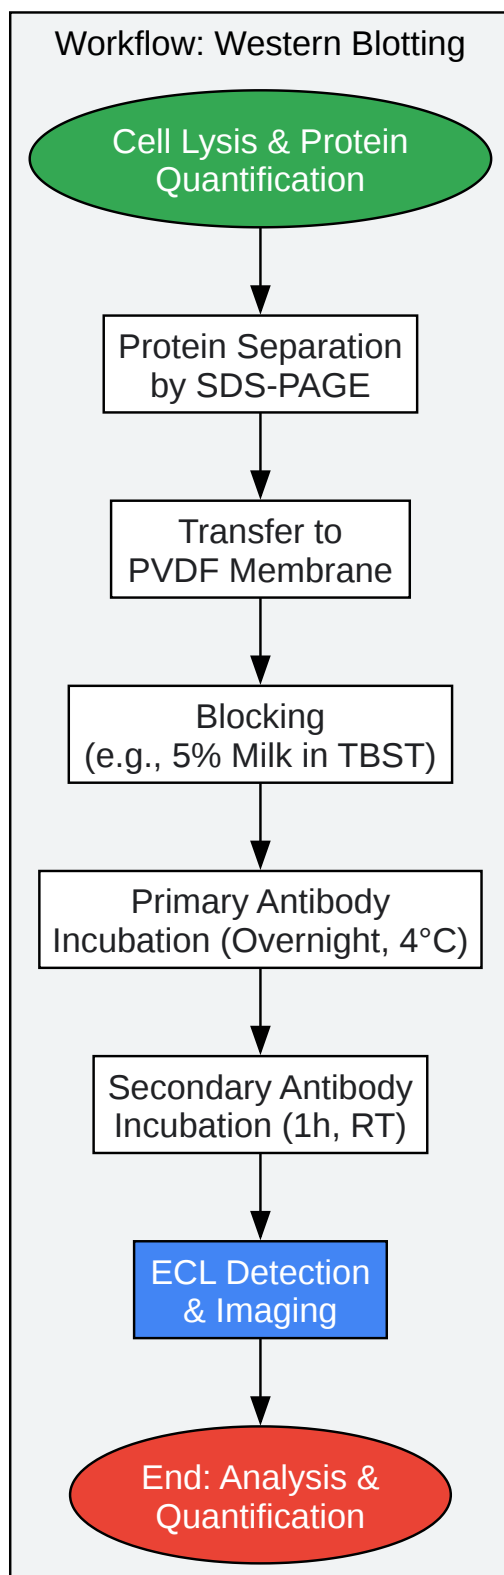 Workflow: Western Blotting
Cell Lysis & Protein
Quantification
Protein Separation
by SDS-PAGE
Transfer to
PVDF Membrane
Blocking
(e.g., 5% Milk in TBST)
Primary Antibody
Incubation (Overnight, 4°C)
Secondary Antibody
Incubation (1h, RT)
ECL Detection
& Imaging
End: Analysis &
Quantification